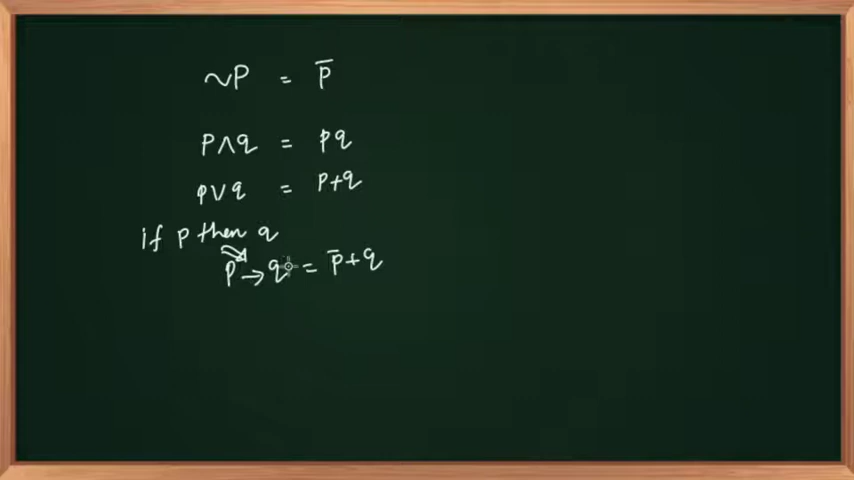 ~P = p̅
P∧q = pq
p∨q = p+q
if p then q
p→q = p̅+q